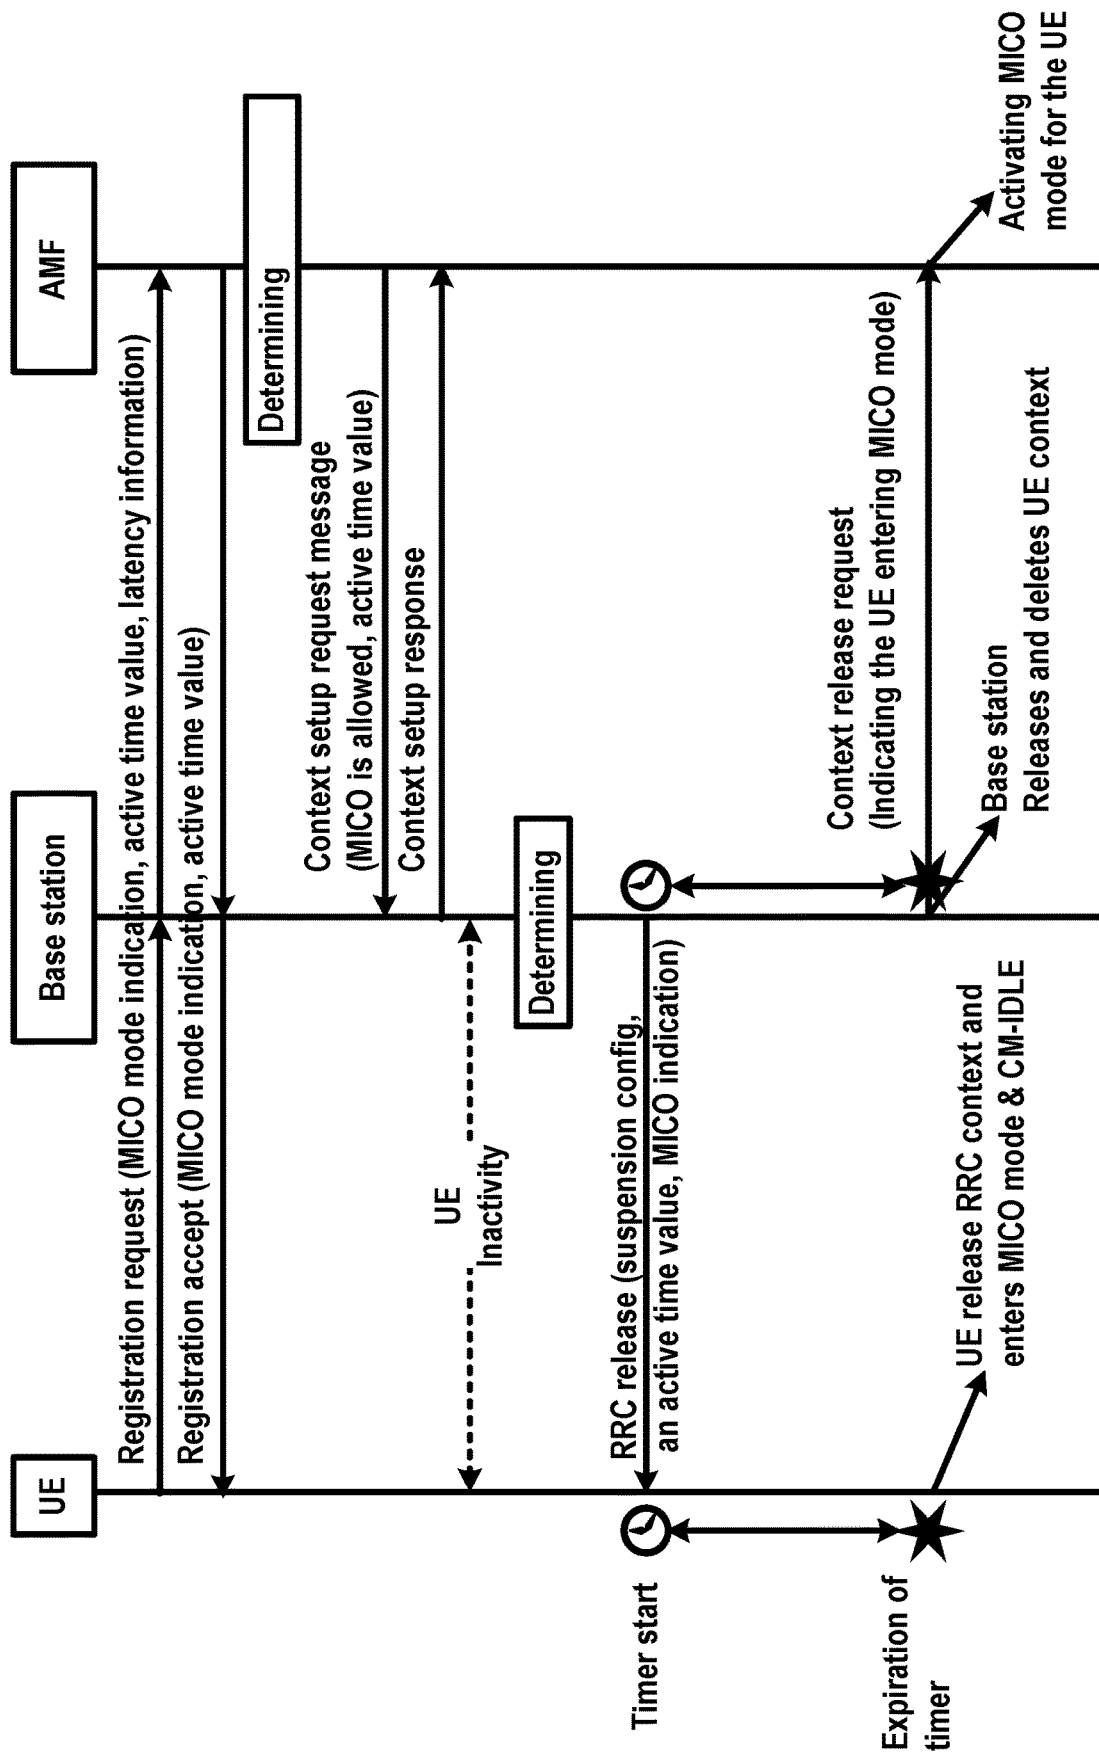 UE
Base station
AMF
Registration request (MICO mode indication, active time value, latency information)
Registration accept (MICO mode indication, active time value)
Determining
Context setup request message
(MICO is allowed, active time value)
Context setup response
UE
Inactivity
Determining
RRC release (suspension config,
an active time value, MICO indication)
Timer start
Context release request
(Indicating the UE entering MICO mode)
Expiration of
timer
UE release RRC context and
enters MICO mode & CM-IDLE
Base station
Releases and deletes UE context
Activating MICO
mode for the UE